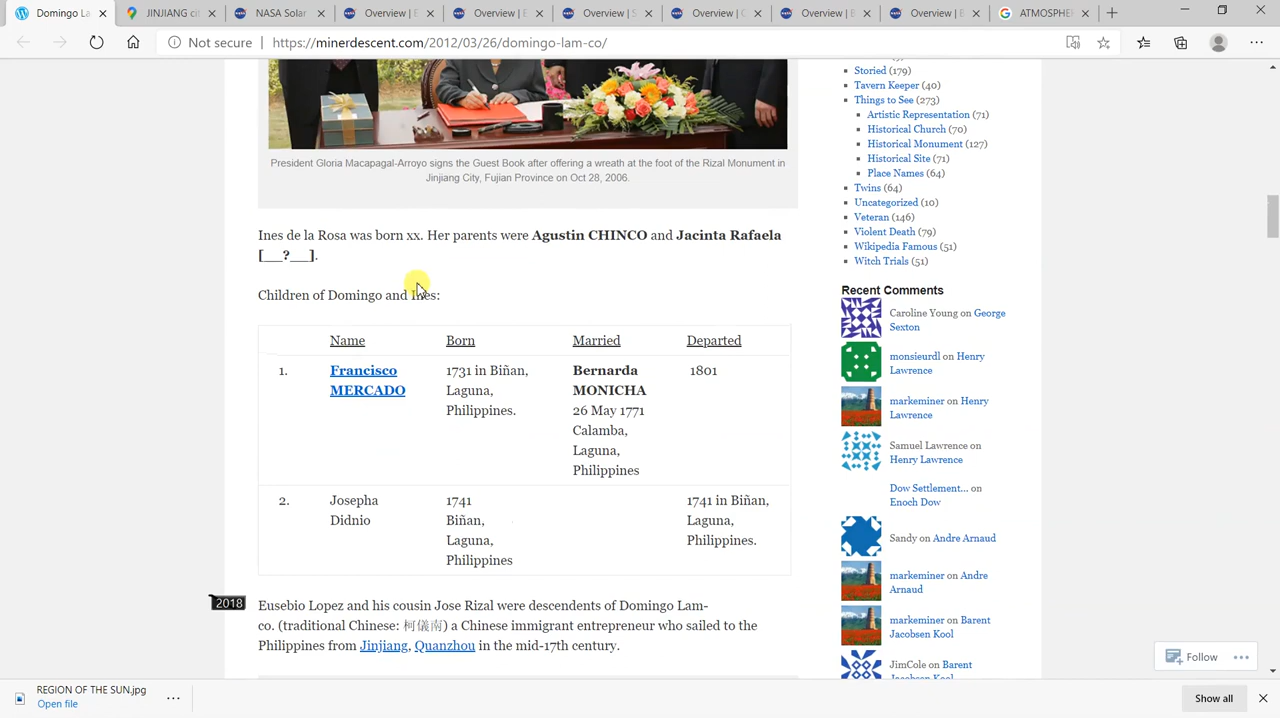 Domingo La
JINJIANG cit
NASA Solar
Overview | S
Overview | S
Overview | C
Overview | C
Overview | B
Overview | E
ATMOSPHE
Not secure
https://minerdescent.com/2012/03/26/domingo-lam-co/
President Gloria Macapagal-Arroyo signs the Guest Book after offering a wreath at the foot of the Rizal Monument in
Jinjiang City, Fujian Province on Oct 28, 2006.
Ines de la Rosa was born xx. Her parents were Agustin CHINCO and Jacinta Rafaela
[__?__].
Children of Domingo and Ines:
Name Born Married Departed
1. Francisco MERCADO
1731 in Biñan,
Laguna,
Philippines.
Bernarda
MONICHA
26 May 1771
Calamba,
Laguna,
Philippines
1801
2. Josepha
Didnio
1741
Biñan,
Laguna,
Philippines
1741 in Biñan,
Laguna,
Philippines.
2018
Eusebio Lopez and his cousin Jose Rizal were descendents of Domingo Lam-
co. (traditional Chinese: 柯儀南) a Chinese immigrant entrepreneur who sailed to the
Philippines from Jinjiang, Quanzhou in the mid-17th century.
Storied (179)
Tavern Keeper (40)
Things to See (273)
Artistic Representation (71)
Historical Church (70)
Historical Monument (127)
Historical Site (71)
Place Names (64)
Twins (64)
Uncategorized (10)
Veteran (146)
Violent Death (79)
Wikipedia Famous (51)
Witch Trials (51)
Recent Comments
Caroline Young on George
Sexton
monsieurdl on Henry
Lawrence
markeminer on Henry
Lawrence
Samuel Lawrence on
Henry Lawrence
Dow Settlement... on
Enoch Dow
Sandy on Andre Arnaud
markeminer on Andre
Arnaud
markeminer on Barent
Jacobsen Kool
JimCole on Barent
Jacobsen Kool
Follow
REGION OF THE SUN.jpg
Open file
Show all